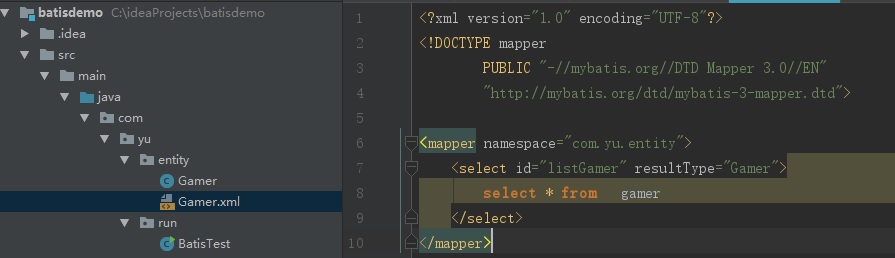 batisdemo C:\ideaProjects\batisdemo
.idea
src
main
java
com
yu
entity
Gamer
Gamer.xml
run
BatisTest
1 <?xml version="1.0" encoding="UTF-8"?>
2 <!DOCTYPE mapper
3 PUBLIC "-//mybatis.org//DTD Mapper 3.0//EN"
4 "http://mybatis.org/dtd/mybatis-3-mapper.dtd">
5
6 <mapper namespace="com.yu.entity">
7 <select id="listGamer" resultType="Gamer">
8 select * from gamer
9 </select>
10 </mapper>